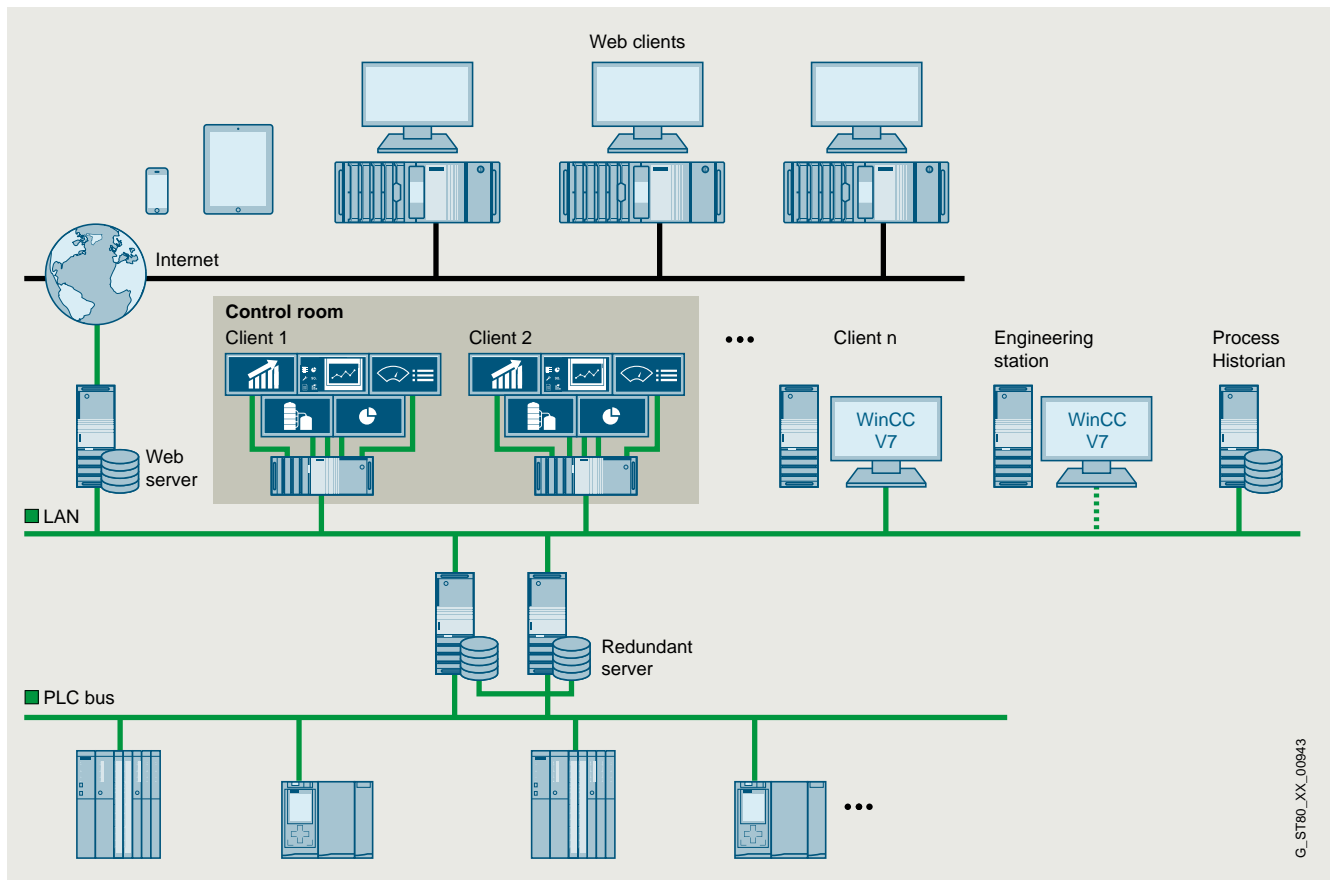 Web clients
Internet
Control room
Client 1
Client 2
Client n
Engineering
station
Process
Historian
WinCC
V7
WinCC
V7
Web
server
LAN
Redundant
server
PLC bus
G_ST80_XX_00943